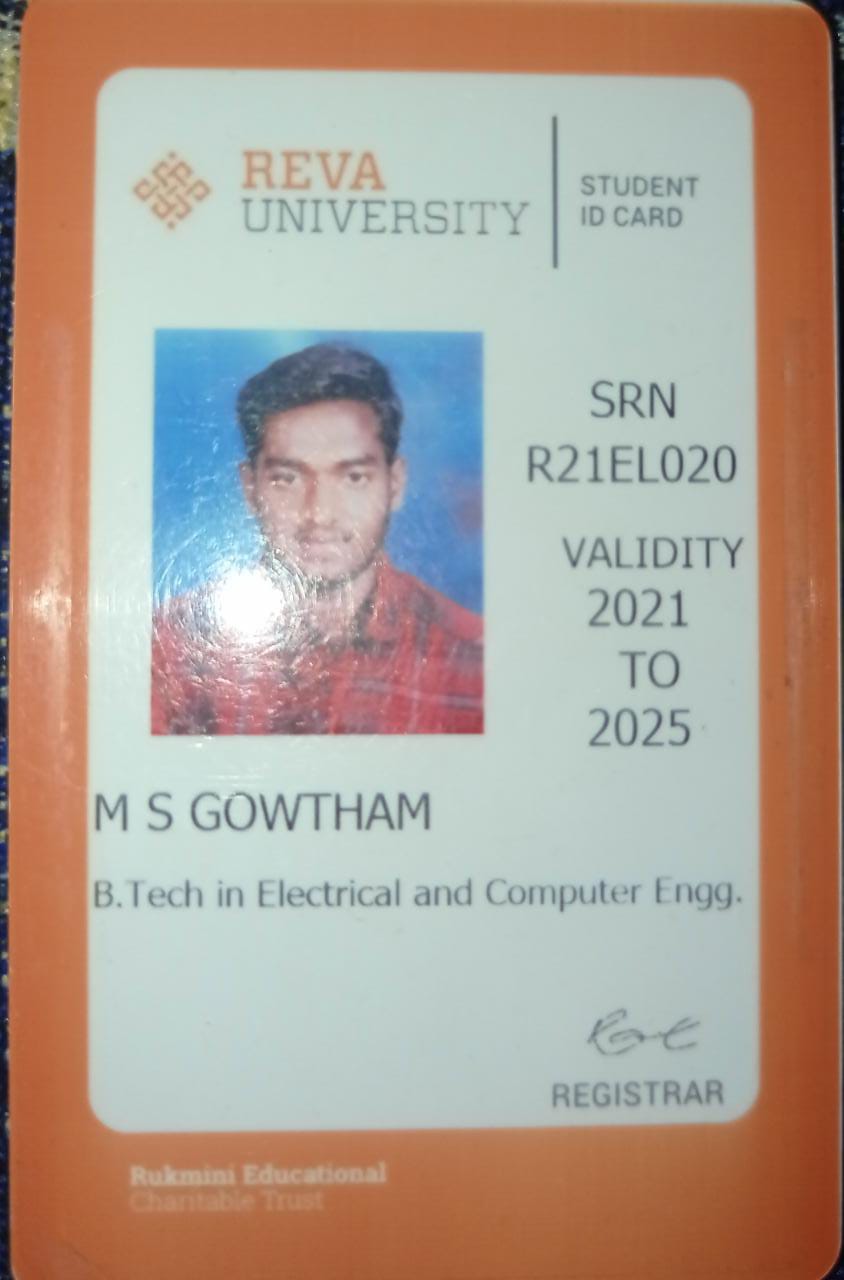 REVA
UNIVERSITY
STUDENT
ID CARD
SRN
R21EL020
VALIDITY
2021
TO
2025
M S GOWTHAM
B.Tech in Electrical and Computer Engg.
REGISTRAR
Rukmini Educational
Charitable Trust